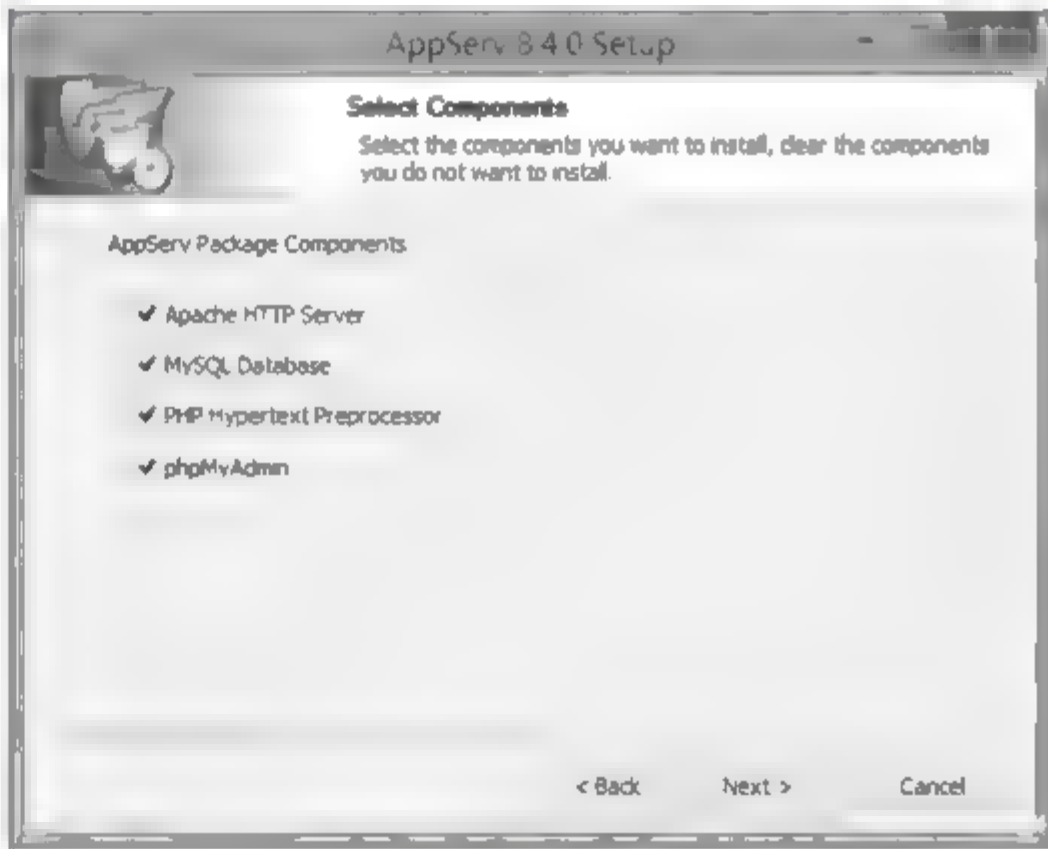 AppServ 8.4.0 Setup
Select Components
Select the components you want to install, clear the components
you do not want to install.
AppServ Package Components
Apache HTTP Server
MySQL Database
PHP Hypertext Preprocessor
phpMyAdmin
< Back Next > Cancel